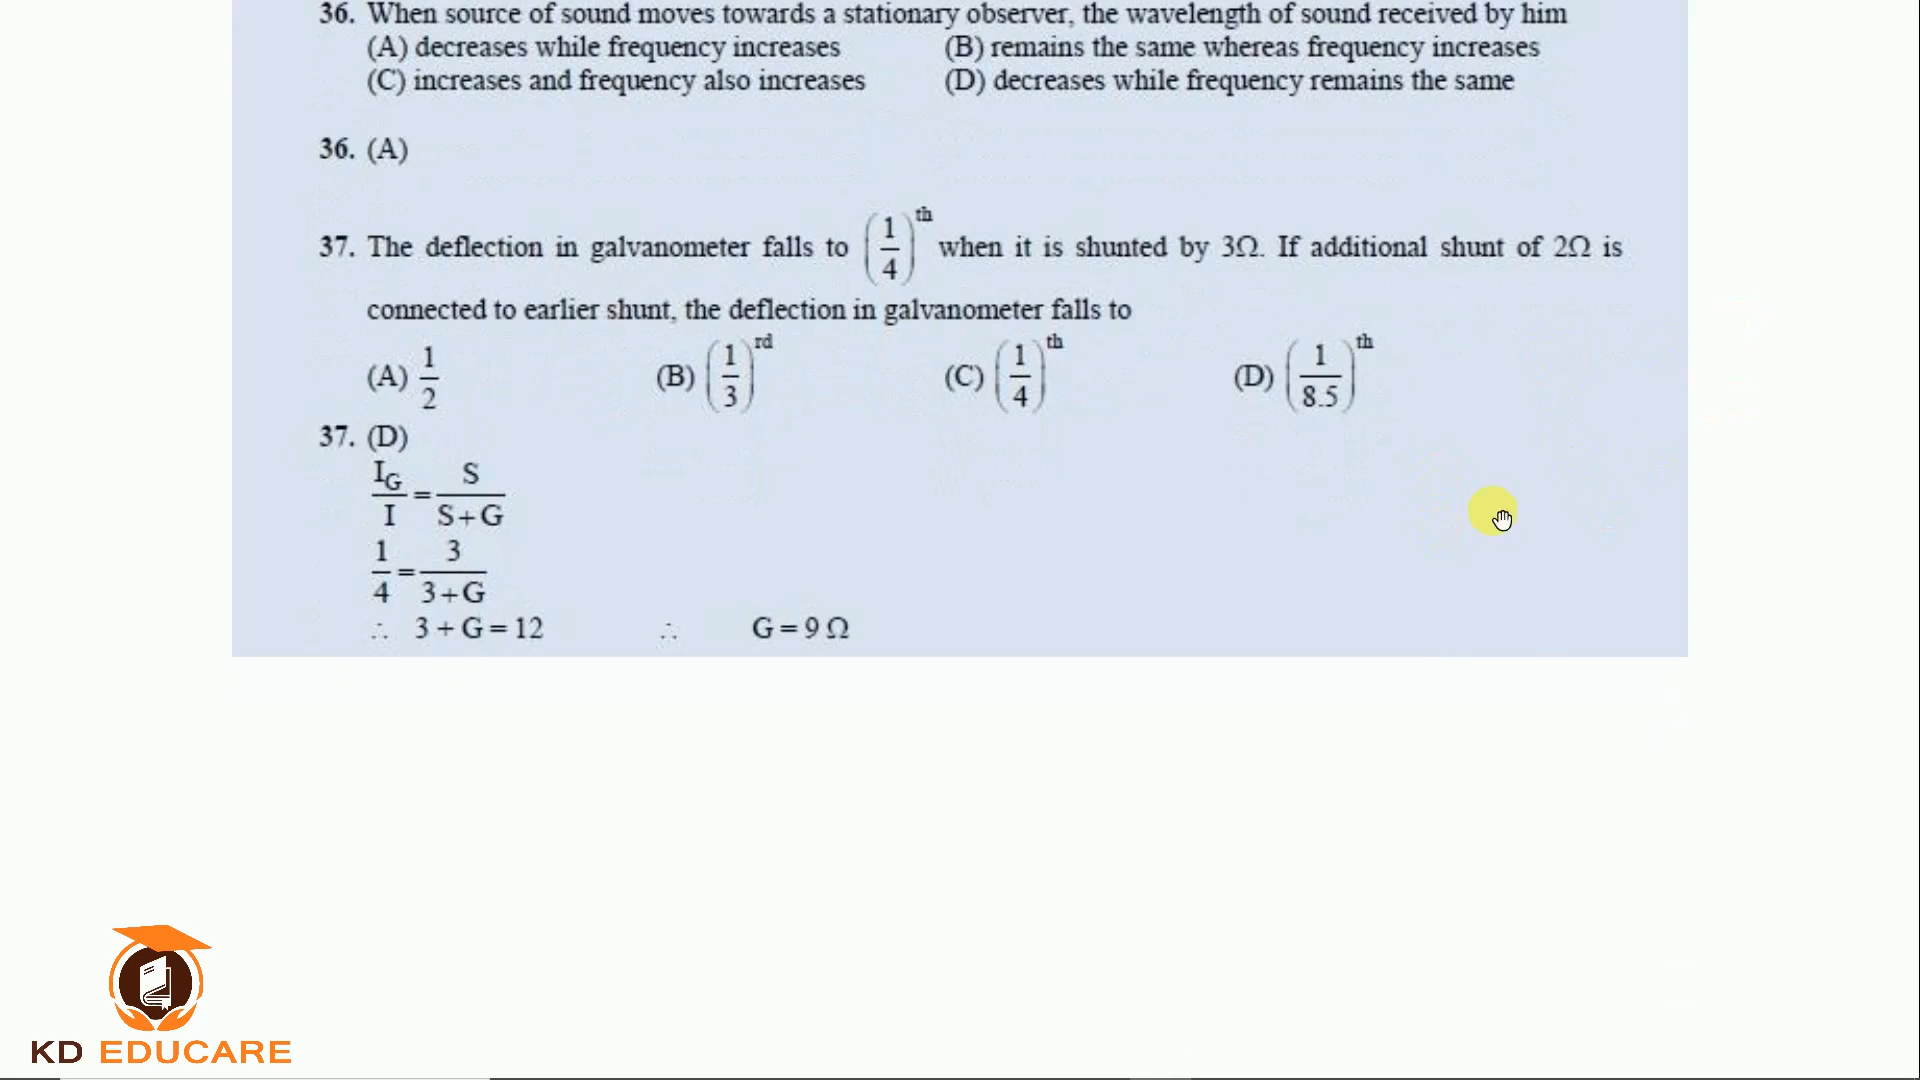 36. When source of sound moves towards a stationary observer, the wavelength of sound received by him
(A) decreases while frequency increases (B) remains the same whereas frequency increases
(C) increases and frequency also increases (D) decreases while frequency remains the same
36. (A)
37. The deflection in galvanometer falls to (1/4)^th when it is shunted by 3Ω. If additional shunt of 2Ω is
connected to earlier shunt, the deflection in galvanometer falls to
(A) 1/2 (B) (1/3)^rd (C) (1/4)^th (D) (1/8.5)^th
37. (D)
I_G/I = S/(S+G)
1/4 = 3/(3+G)
∴ 3 + G = 12 ∴ G = 9 Ω
KD EDUCARE